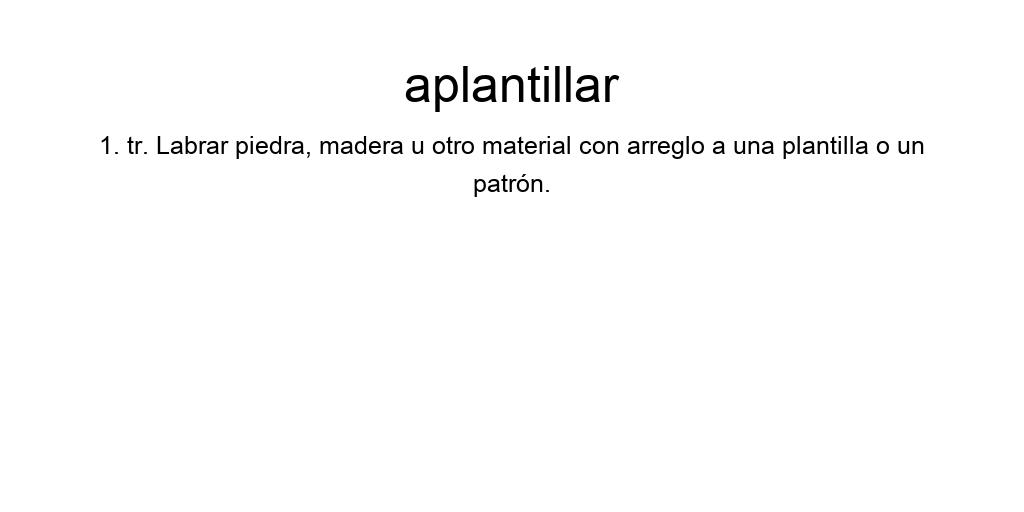 aplantillar
1. tr. Labrar piedra, madera u otro material con arreglo a una plantilla o un
patrón.